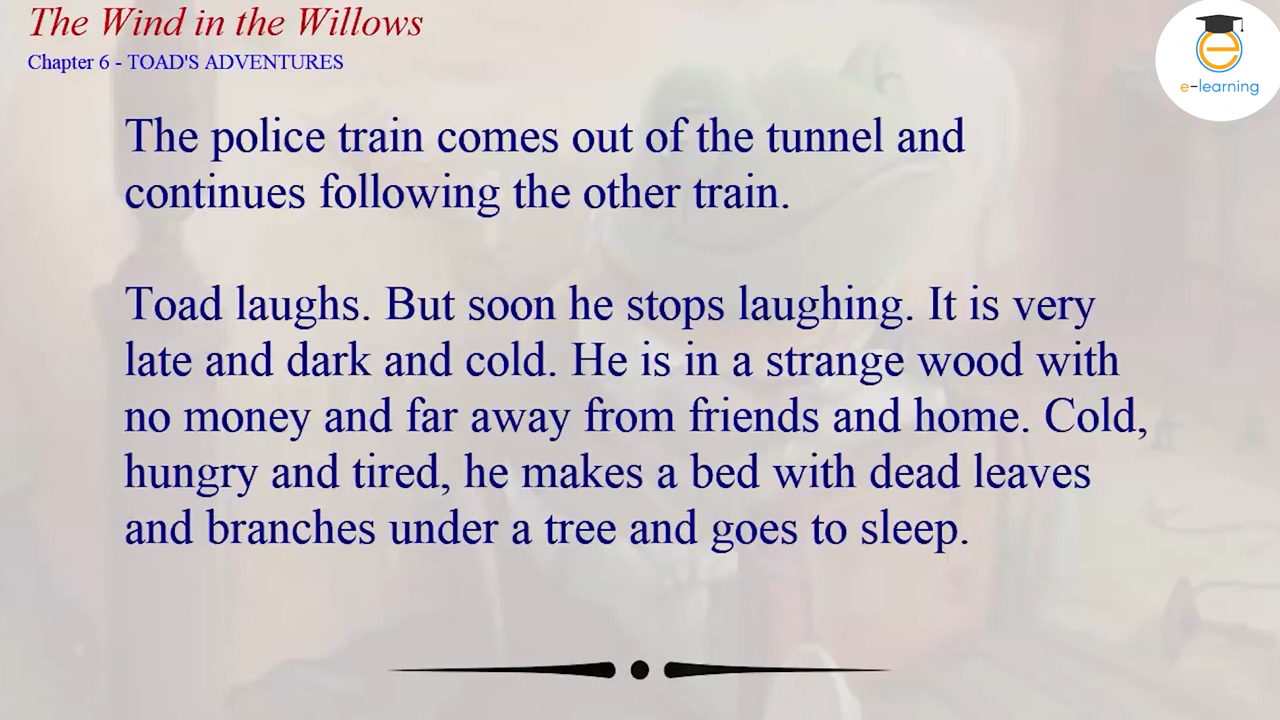 The Wind in the Willows
Chapter 6 - TOAD'S ADVENTURES
e-learning
The police train comes out of the tunnel and
continues following the other train.
Toad laughs. But soon he stops laughing. It is very
late and dark and cold. He is in a strange wood with
no money and far away from friends and home. Cold,
hungry and tired, he makes a bed with dead leaves
and branches under a tree and goes to sleep.